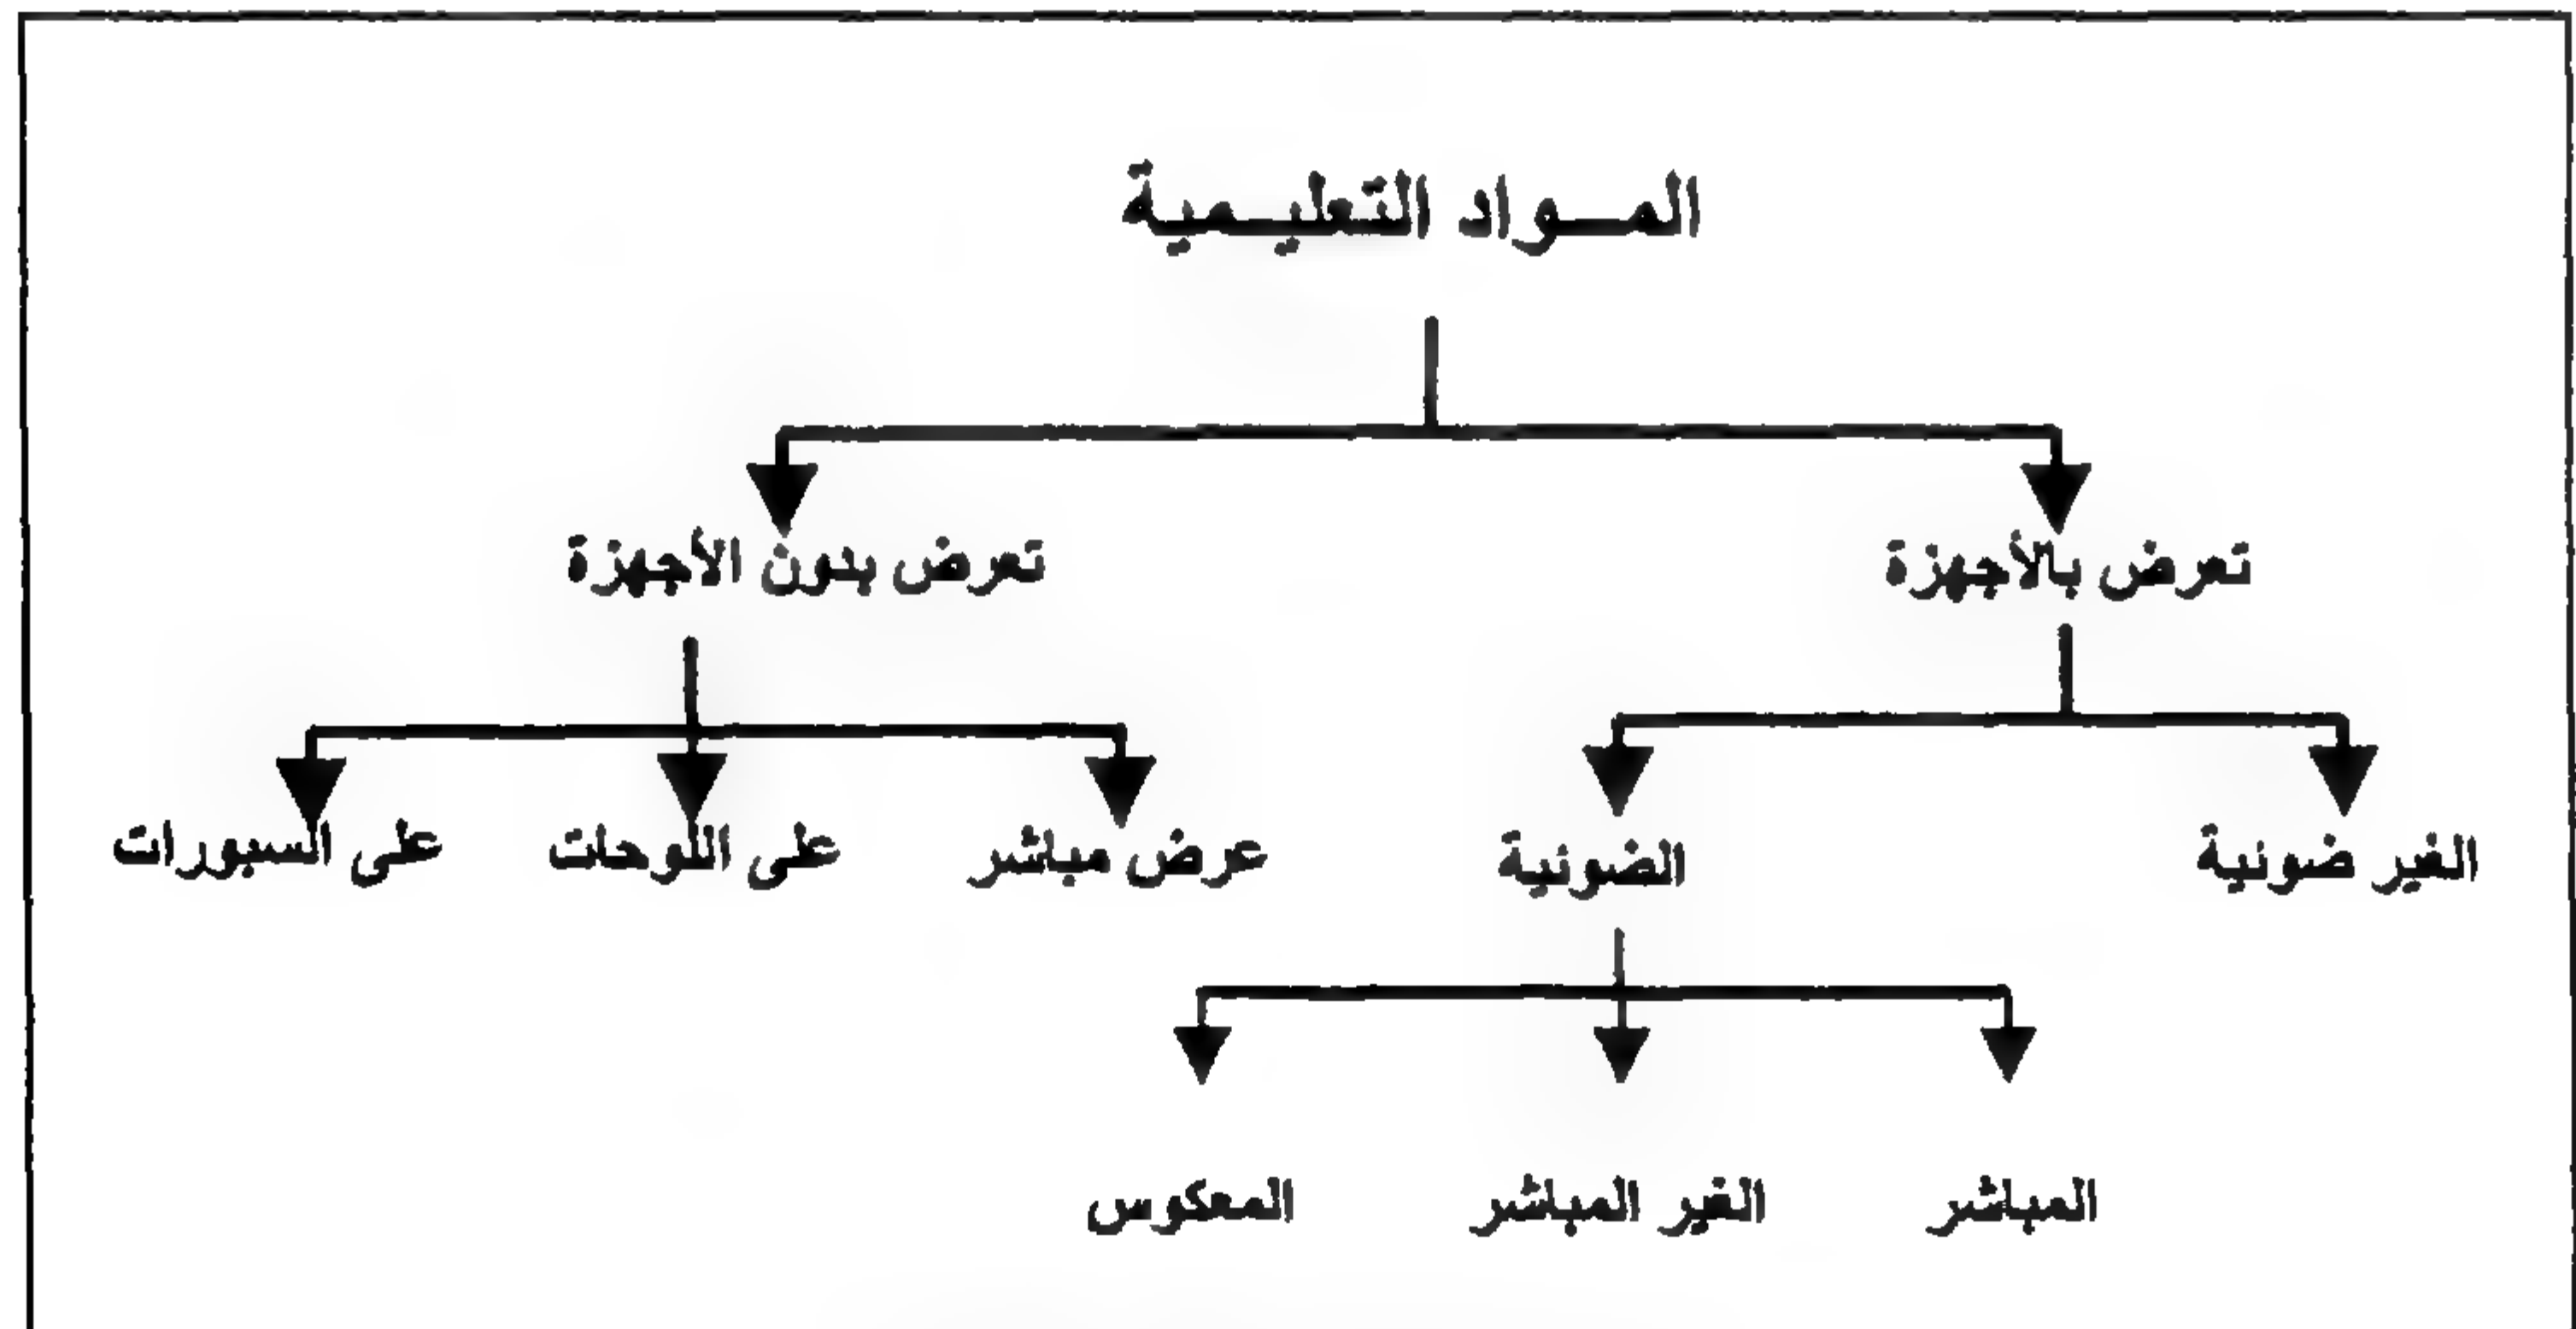 المـــواد التعليـمية
تعرض بالأجهزة تعرض بدون الأجهزة
الغير ضوئية الضوئية عرض مباشر على اللوحات على السبورات
المباشر الغير المباشر المعكوس